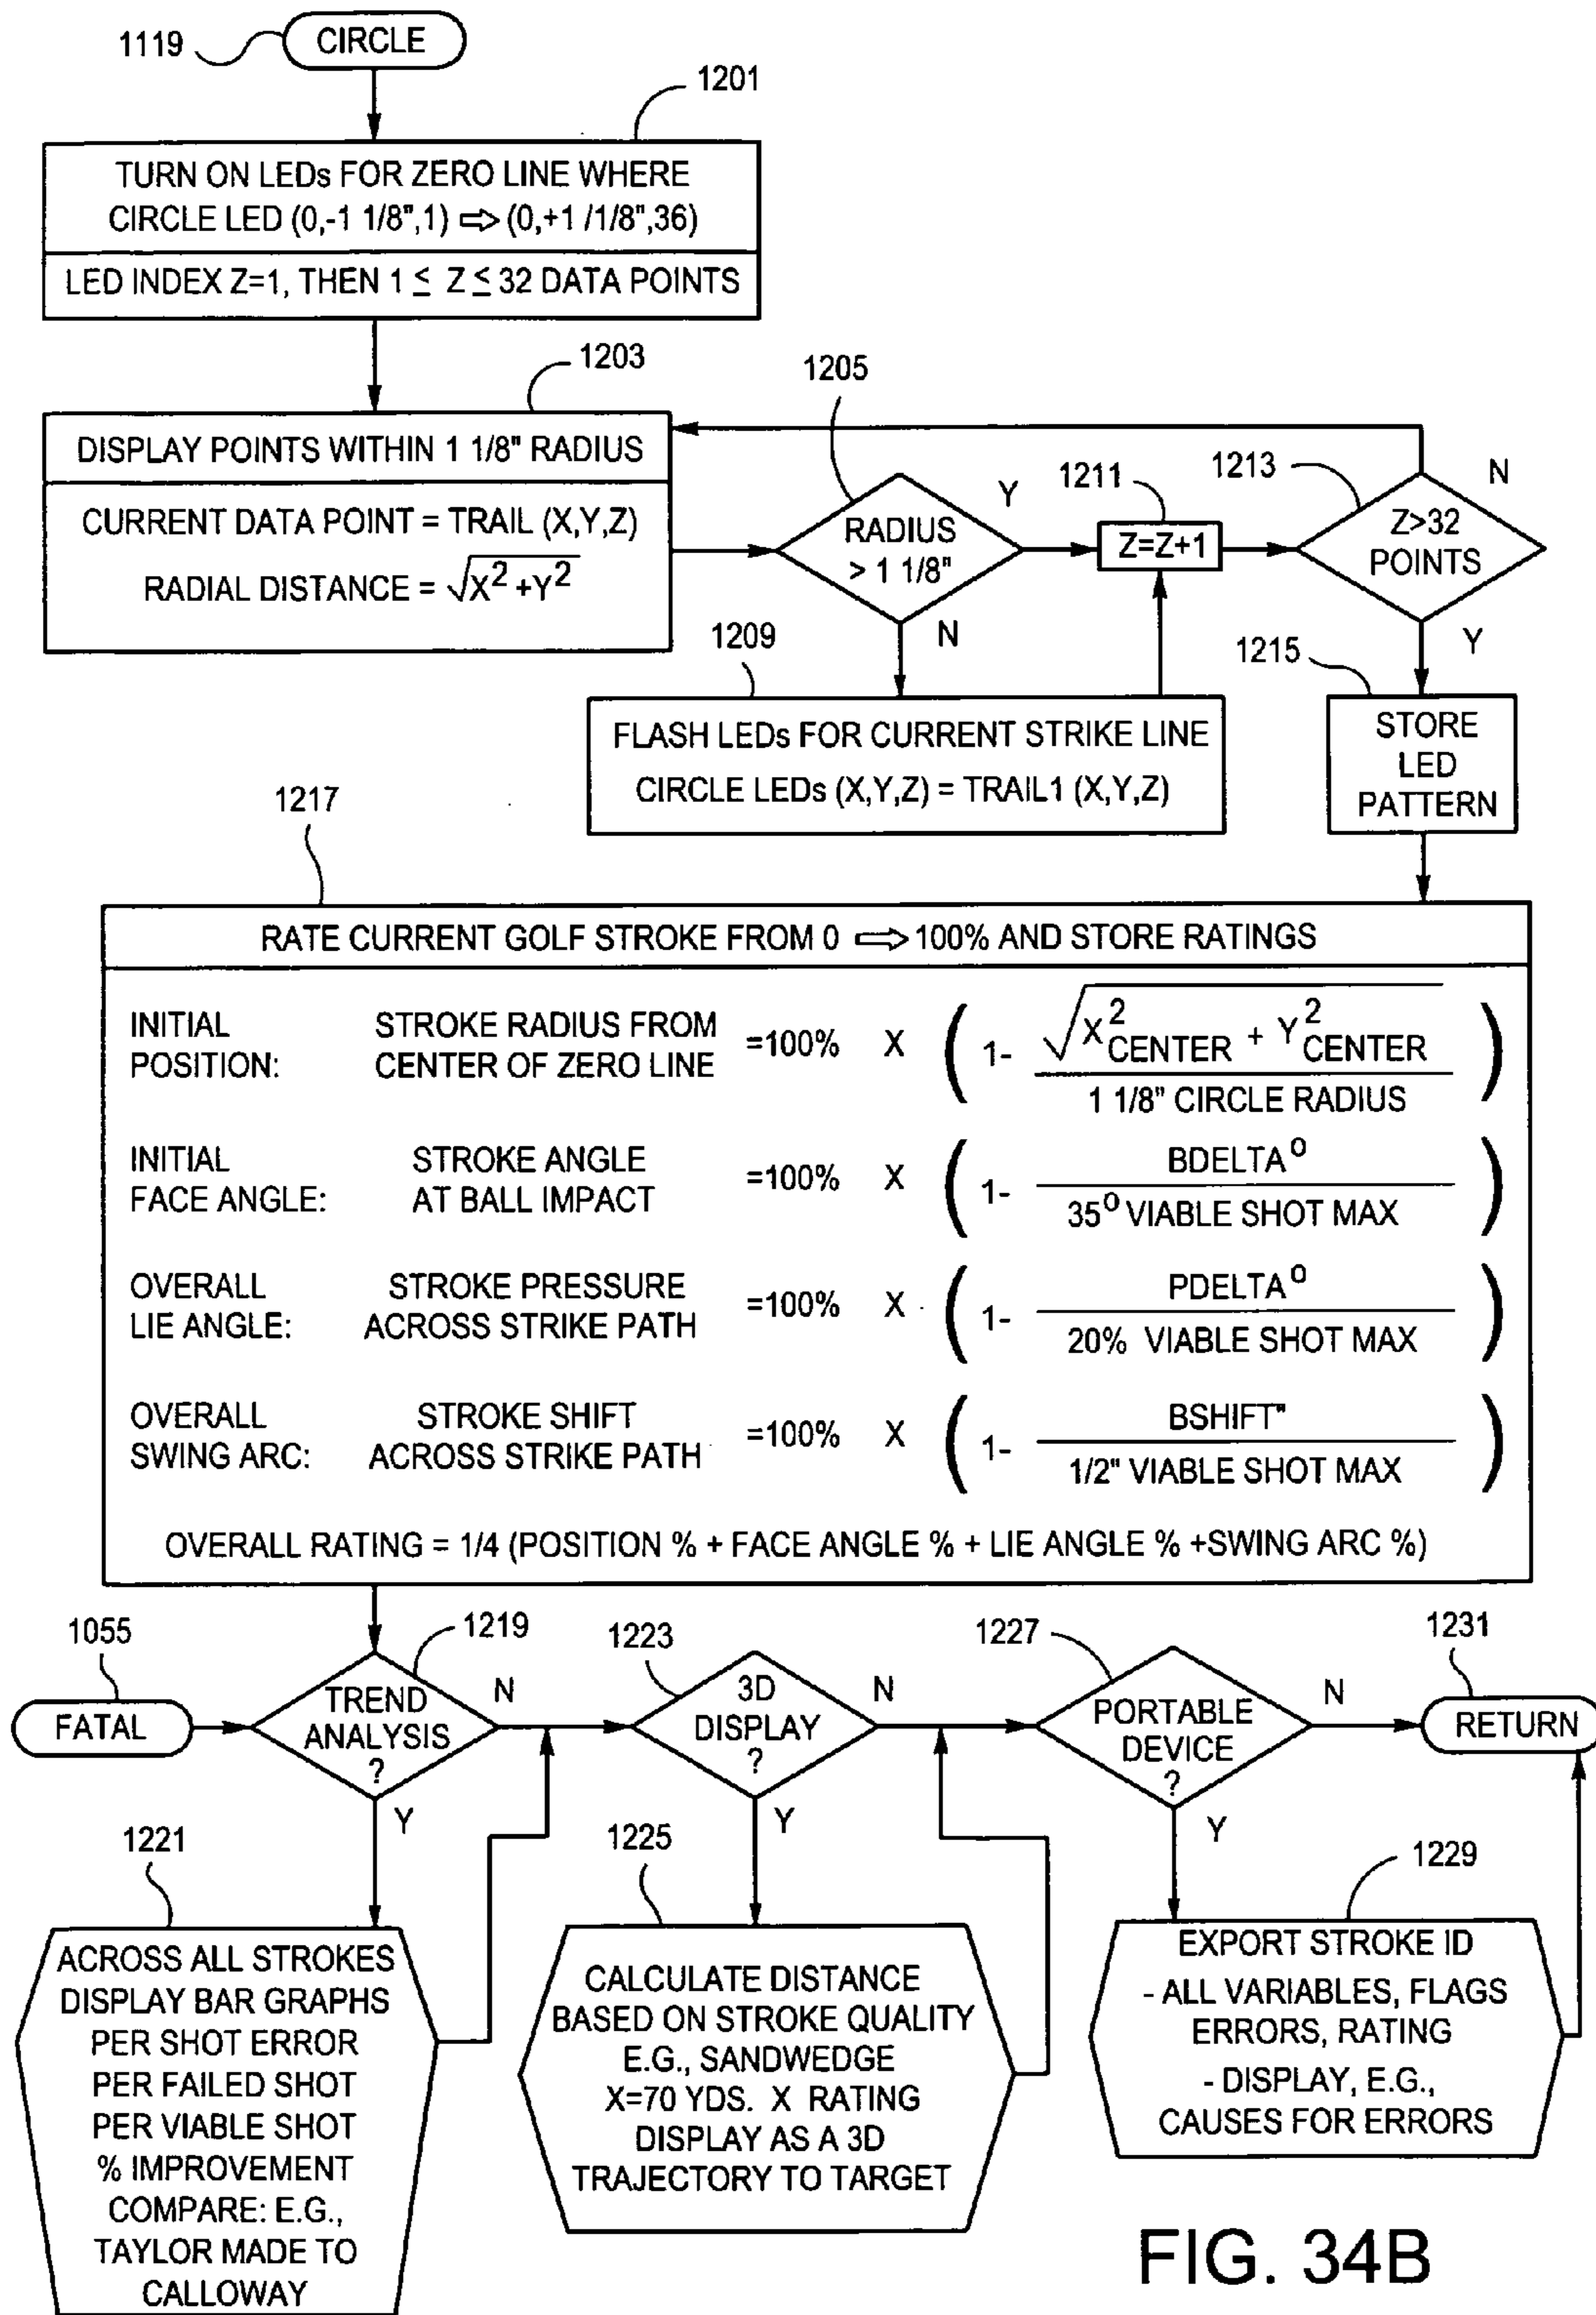 1119
CIRCLE
1201
TURN ON LEDs FOR ZERO LINE WHERE
CIRCLE LED (0,-1 1/8",1) ⇨ (0,+1 /1/8",36)
LED INDEX Z=1, THEN 1 ≤ Z ≤ 32 DATA POINTS
1203
DISPLAY POINTS WITHIN 1 1/8" RADIUS
CURRENT DATA POINT = TRAIL (X,Y,Z)
RADIAL DISTANCE = √X² +Y²
1205
RADIUS
> 1 1/8"
Y
N
1211
Z=Z+1
1213
Z>32
POINTS
N
Y
1209
FLASH LEDs FOR CURRENT STRIKE LINE
CIRCLE LEDs (X,Y,Z) = TRAIL1 (X,Y,Z)
1215
STORE
LED
PATTERN
1217
RATE CURRENT GOLF STROKE FROM 0 ⇨ 100% AND STORE RATINGS
INITIAL POSITION: STROKE RADIUS FROM CENTER OF ZERO LINE =100% X ( 1- √X²CENTER + Y²CENTER / 1 1/8" CIRCLE RADIUS )
INITIAL FACE ANGLE: STROKE ANGLE AT BALL IMPACT =100% X ( 1- BDELTA° / 35° VIABLE SHOT MAX )
OVERALL LIE ANGLE: STROKE PRESSURE ACROSS STRIKE PATH =100% X ( 1- PDELTA° / 20% VIABLE SHOT MAX )
OVERALL SWING ARC: STROKE SHIFT ACROSS STRIKE PATH =100% X ( 1- BSHIFT" / 1/2" VIABLE SHOT MAX )
OVERALL RATING = 1/4 (POSITION % + FACE ANGLE % + LIE ANGLE % +SWING ARC %)
1055
FATAL
1219
TREND
ANALYSIS
?
N
Y
1223
3D
DISPLAY
?
N
Y
1227
PORTABLE
DEVICE
?
N
Y
1231
RETURN
1221
ACROSS ALL STROKES
DISPLAY BAR GRAPHS
PER SHOT ERROR
PER FAILED SHOT
PER VIABLE SHOT
% IMPROVEMENT
COMPARE: E.G.,
TAYLOR MADE TO
CALLOWAY
1225
CALCULATE DISTANCE
BASED ON STROKE QUALITY
E.G., SANDWEDGE
X=70 YDS. X RATING
DISPLAY AS A 3D
TRAJECTORY TO TARGET
1229
EXPORT STROKE ID
- ALL VARIABLES, FLAGS
ERRORS, RATING
- DISPLAY, E.G.,
CAUSES FOR ERRORS
FIG. 34B